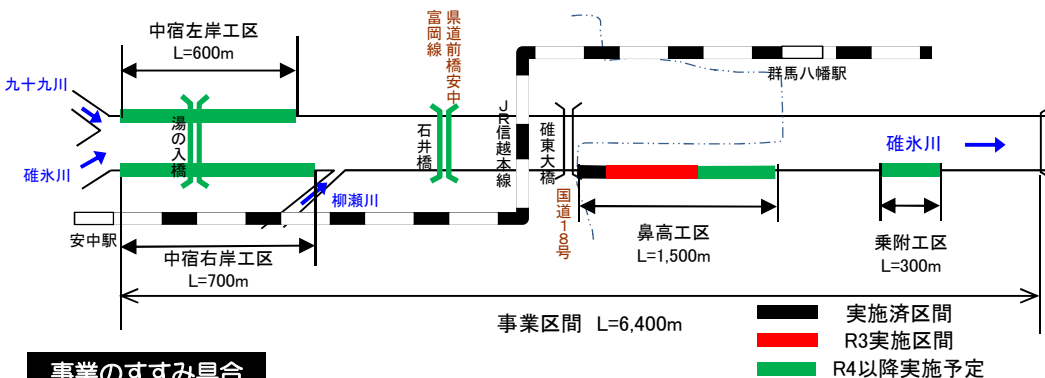 中宿左岸工区
L=600m
県道前橋安中
富岡線
群馬八幡駅
九十九川
湯の入橋
石井橋
JR信越本線
碓東大橋
碓氷川
碓氷川
柳瀬川
国道18号
安中駅
中宿右岸工区
L=700m
鼻高工区
L=1,500m
乗附工区
L=300m
事業区間 L=6,400m
実施済区間
R3実施区間
R4以降実施予定
事業のすすみ具合